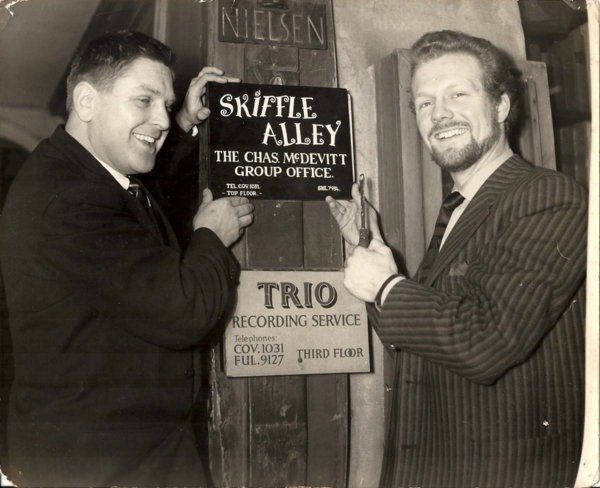 NIELSEN
SKIFFLE
ALLEY
THE CHAS. McDEVITT
GROUP OFFICE.
TEL. COV. 1031.
- TOP FLOOR. -
TRIO
RECORDING SERVICE
Telephones:
COV. 1031
FUL. 9127
THIRD FLOOR